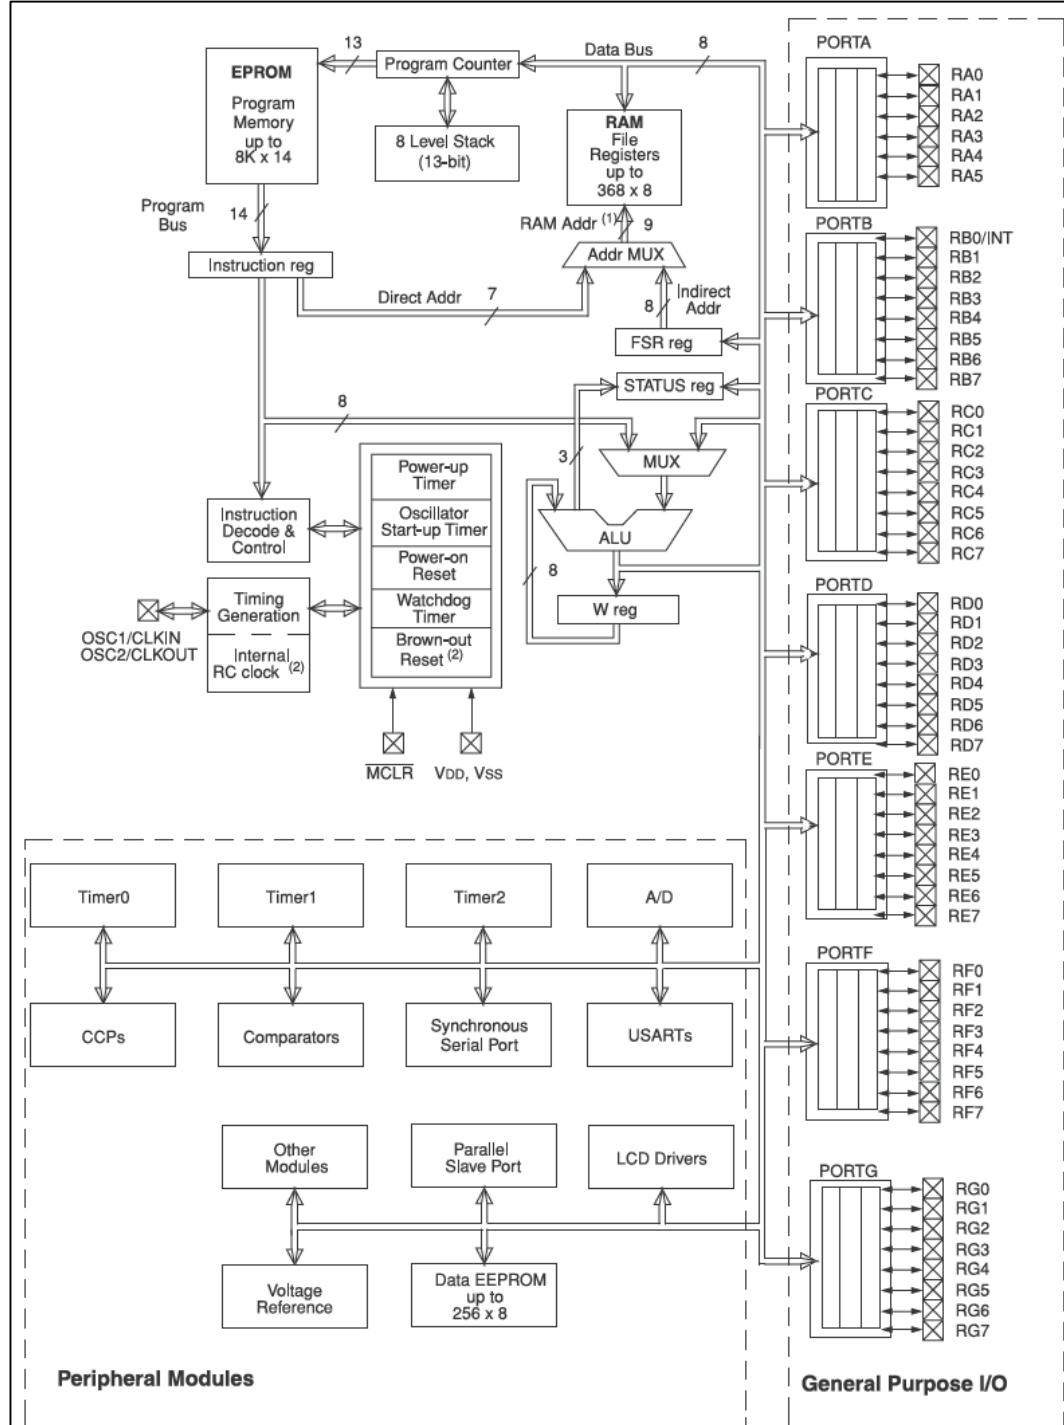 13
Data Bus
8
PORTA
EPROM
Program
Memory
up to
8K x 14
Program Counter
8 Level Stack
(13-bit)
RAM
File
Registers
up to
368 x 8
RA0
RA1
RA2
RA3
RA4
RA5
Program
Bus
14
RAM Addr (1)
9
PORTB
Instruction reg
Addr MUX
Direct Addr
7
8
Indirect
Addr
FSR reg
RB0/INT
RB1
RB2
RB3
RB4
RB5
RB6
RB7
STATUS reg
8
3
MUX
ALU
8
W reg
PORTC
RC0
RC1
RC2
RC3
RC4
RC5
RC6
RC7
Power-up
Timer
Oscillator
Start-up Timer
Power-on
Reset
Watchdog
Timer
Brown-out
Reset (2)
Instruction
Decode &
Control
Timing
Generation
Internal
RC clock (2)
OSC1/CLKIN
OSC2/CLKOUT
MCLR
VDD, VSS
PORTD
RD0
RD1
RD2
RD3
RD4
RD5
RD6
RD7
PORTE
RE0
RE1
RE2
RE3
RE4
RE5
RE6
RE7
Timer0
Timer1
Timer2
A/D
CCPs
Comparators
Synchronous
Serial Port
USARTs
PORTF
RF0
RF1
RF2
RF3
RF4
RF5
RF6
RF7
Other
Modules
Parallel
Slave Port
LCD Drivers
Voltage
Reference
Data EEPROM
up to
256 x 8
PORTG
RG0
RG1
RG2
RG3
RG4
RG5
RG6
RG7
Peripheral Modules
General Purpose I/O